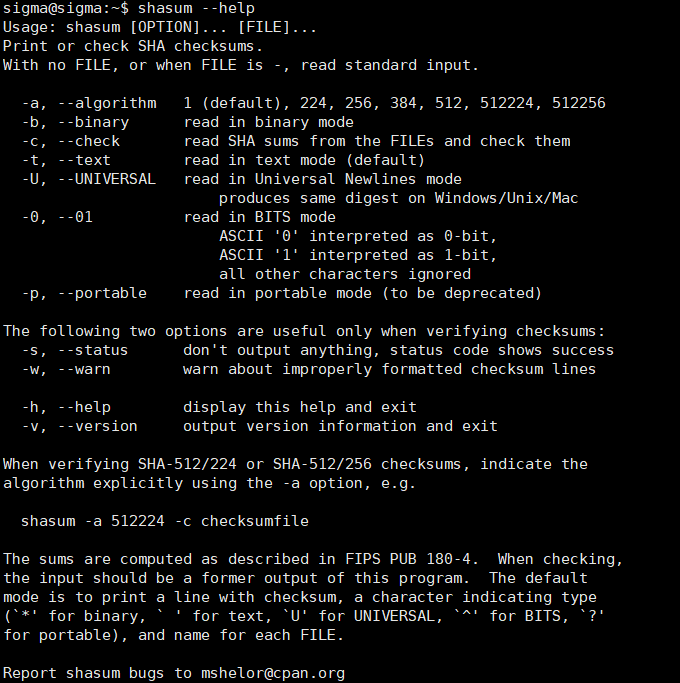 sigma@sigma:~$ shasum --help
Usage: shasum [OPTION]... [FILE]...
Print or check SHA checksums.
With no FILE, or when FILE is -, read standard input.

  -a, --algorithm   1 (default), 224, 256, 384, 512, 512224, 512256
  -b, --binary      read in binary mode
  -c, --check       read SHA sums from the FILEs and check them
  -t, --text        read in text mode (default)
  -U, --UNIVERSAL   read in Universal Newlines mode
                        produces same digest on Windows/Unix/Mac
  -0, --01          read in BITS mode
                        ASCII '0' interpreted as 0-bit,
                        ASCII '1' interpreted as 1-bit,
                        all other characters ignored
  -p, --portable    read in portable mode (to be deprecated)

The following two options are useful only when verifying checksums:
  -s, --status      don't output anything, status code shows success
  -w, --warn        warn about improperly formatted checksum lines

  -h, --help        display this help and exit
  -v, --version     output version information and exit

When verifying SHA-512/224 or SHA-512/256 checksums, indicate the
algorithm explicitly using the -a option, e.g.

  shasum -a 512224 -c checksumfile

The sums are computed as described in FIPS PUB 180-4.  When checking,
the input should be a former output of this program.  The default
mode is to print a line with checksum, a character indicating type
(`*' for binary, ` ' for text, `U' for UNIVERSAL, `^' for BITS, `?'
for portable), and name for each FILE.

Report shasum bugs to mshelor@cpan.org